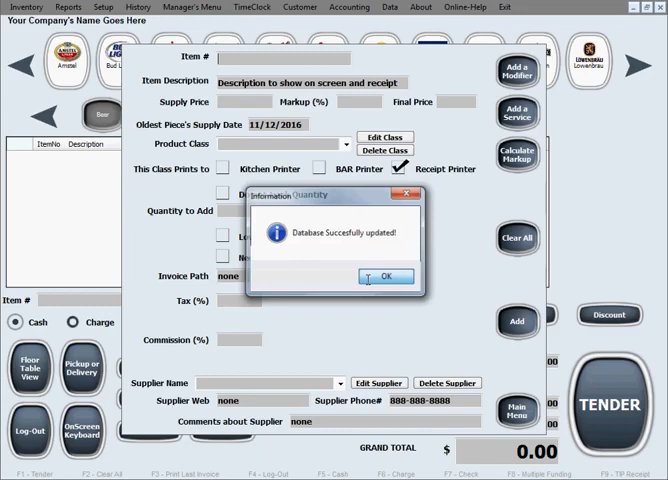 Inventory Reports Setup History Manager's Menu TimeClock Customer Accounting Data About Online-Help Exit
Your Company's Name Goes Here
Amstel
Bud L
LOWENBRAU
Lowenbrau
Beer
ItemNo Description
Item #
Item Description Description to show on screen and receipt
Supply Price Markup (%) Final Price
Oldest Piece's Supply Date 11/12/2016
Product Class Edit Class
Delete Class
This Class Prints to Kitchen Printer BAR Printer Receipt Printer
Quantity
Quantity to Add
Invoice Path none
Tax (%)
Commission (%)
Supplier Name Edit Supplier Delete Supplier
Supplier Web none Supplier Phone# 888-888-8888
Comments about Supplier none
Add a Modifier
Add a Service
Calculate Markup
Clear All
Add
Main Menu
Information
Database Succesfully updated!
OK
Item #
Cash Charge
Discount
Floor Table View
Pickup or Delivery
Log-Out
OnScreen Keyboard
TENDER
GRAND TOTAL $ 0.00
F1 - Tender F2 - Clear All F3 - Print Last Invoice F4 - Log-Out F5 - Cash F6 - Charge F7 - Check F8 - Multiple Funding F9 - TIP Receipt